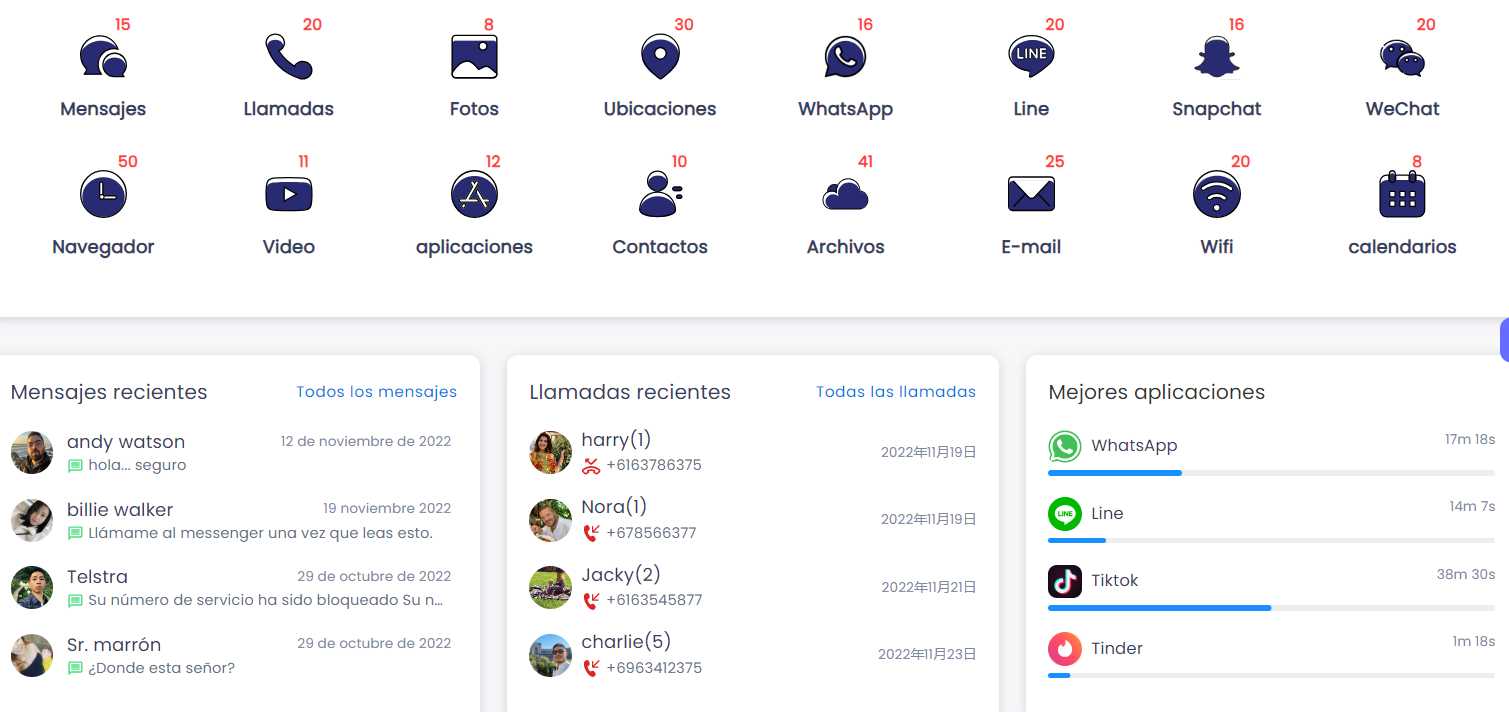 15 20 8 30 16 20 16 20
LINE
Mensajes Llamadas Fotos Ubicaciones WhatsApp Line Snapchat WeChat
50 11 12 10 41 25 20 8
Navegador Video aplicaciones Contactos Archivos E-mail Wifi calendarios
Mensajes recientes Todos los mensajes
andy watson 12 de noviembre de 2022
hola... seguro
billie walker 19 noviembre 2022
Llámame al messenger una vez que leas esto.
Telstra 29 de octubre de 2022
Su número de servicio ha sido bloqueado Su n...
Sr. marrón 29 de octubre de 2022
¿Donde esta señor?
Llamadas recientes Todas las llamadas
harry(1)
+6163786375 2022年11月19日
Nora(1)
+678566377 2022年11月19日
Jacky(2)
+6163545877 2022年11月21日
charlie(5)
+6963412375 2022年11月23日
Mejores aplicaciones
WhatsApp 17m 18s
LINE Line 14m 7s
Tiktok 38m 30s
Tinder 1m 18s